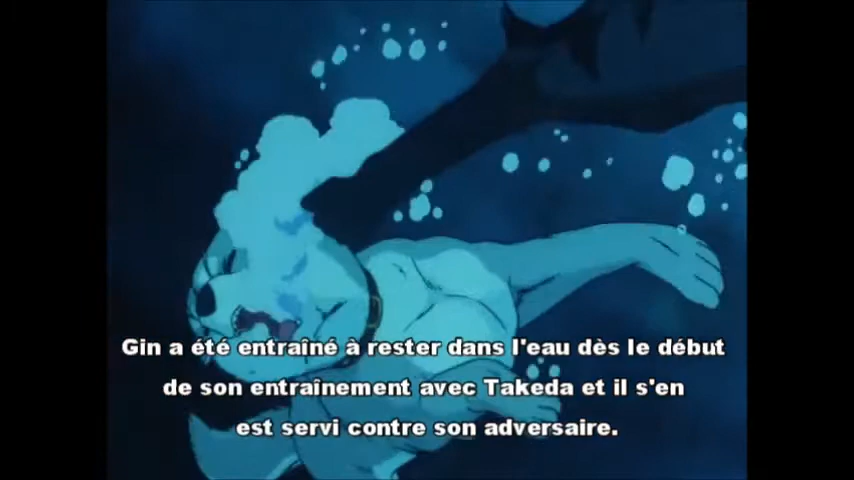 Gin a été entraîné à rester dans l'eau dès le début
de son entraînement avec Takeda et il s'en
est servi contre son adversaire.